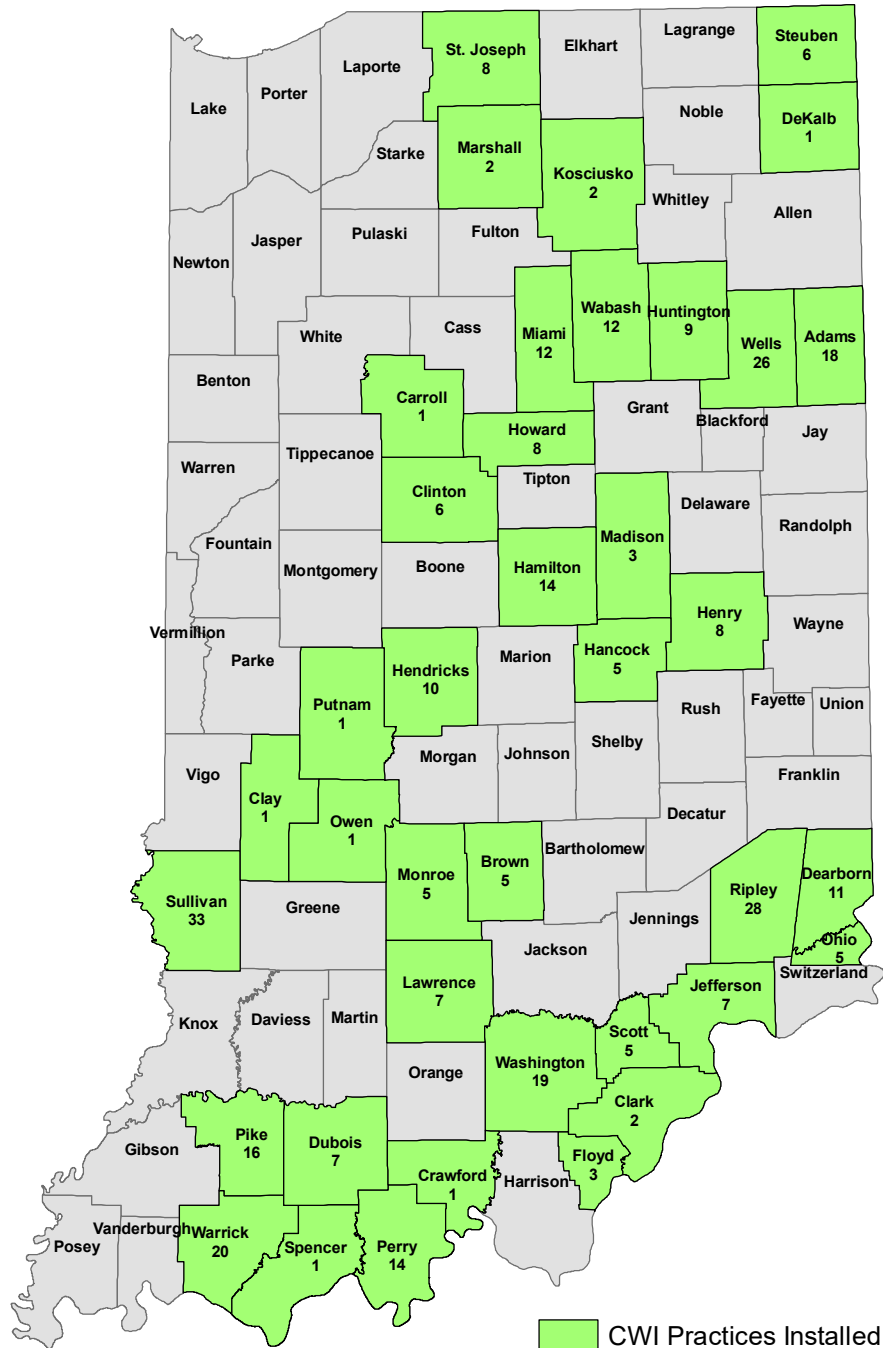 St. Joseph
8
Elkhart
Lagrange
Steuben
6
Lake
Porter
Laporte
Noble
DeKalb
1
Starke
Marshall
2
Kosciusko
2
Whitley
Allen
Newton
Jasper
Pulaski
Fulton
White
Cass
Miami
12
Wabash
12
Huntington
9
Wells
26
Adams
18
Benton
Carroll
1
Grant
Blackford
Jay
Howard
8
Warren
Tippecanoe
Clinton
6
Tipton
Madison
3
Delaware
Randolph
Fountain
Montgomery
Boone
Hamilton
14
Henry
8
Wayne
Vermillion
Parke
Putnam
1
Hendricks
10
Marion
Hancock
5
Rush
Fayette
Union
Vigo
Clay
1
Owen
1
Morgan
Johnson
Shelby
Franklin
Decatur
Sullivan
33
Greene
Monroe
5
Brown
5
Bartholomew
Jennings
Ripley
28
Dearborn
11
Ohio
5
Switzerland
Knox
Daviess
Martin
Lawrence
7
Jackson
Jefferson
7
Scott
5
Orange
Washington
19
Clark
2
Gibson
Pike
16
Dubois
7
Crawford
1
Harrison
Floyd
3
Posey
Vanderburgh
Warrick
20
Spencer
1
Perry
14
CWI Practices Installed